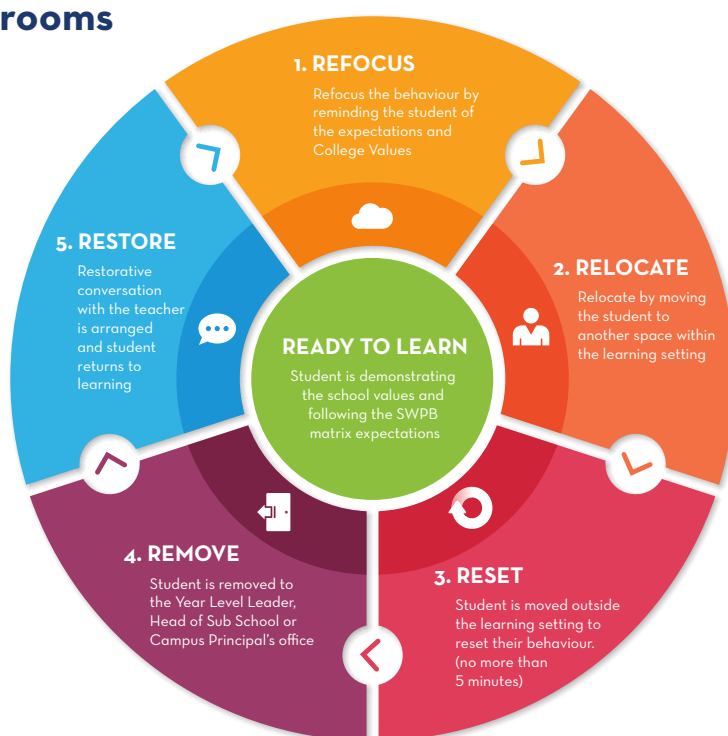 rooms
1. REFOCUS
Refocus the behaviour by
reminding the student of
the expectations and
College Values
2. RELOCATE
Relocate by moving
the student to
another space within
the learning setting
3. RESET
Student is moved outside
the learning setting to
reset their behaviour.
(no more than
5 minutes)
4. REMOVE
Student is removed to
the Year Level Leader,
Head of Sub School or
Campus Principal's office
5. RESTORE
Restorative
conversation
with the teacher
is arranged
and student
returns to
learning
READY TO LEARN
Student is demonstrating
the school values and
following the SWPB
matrix expectations